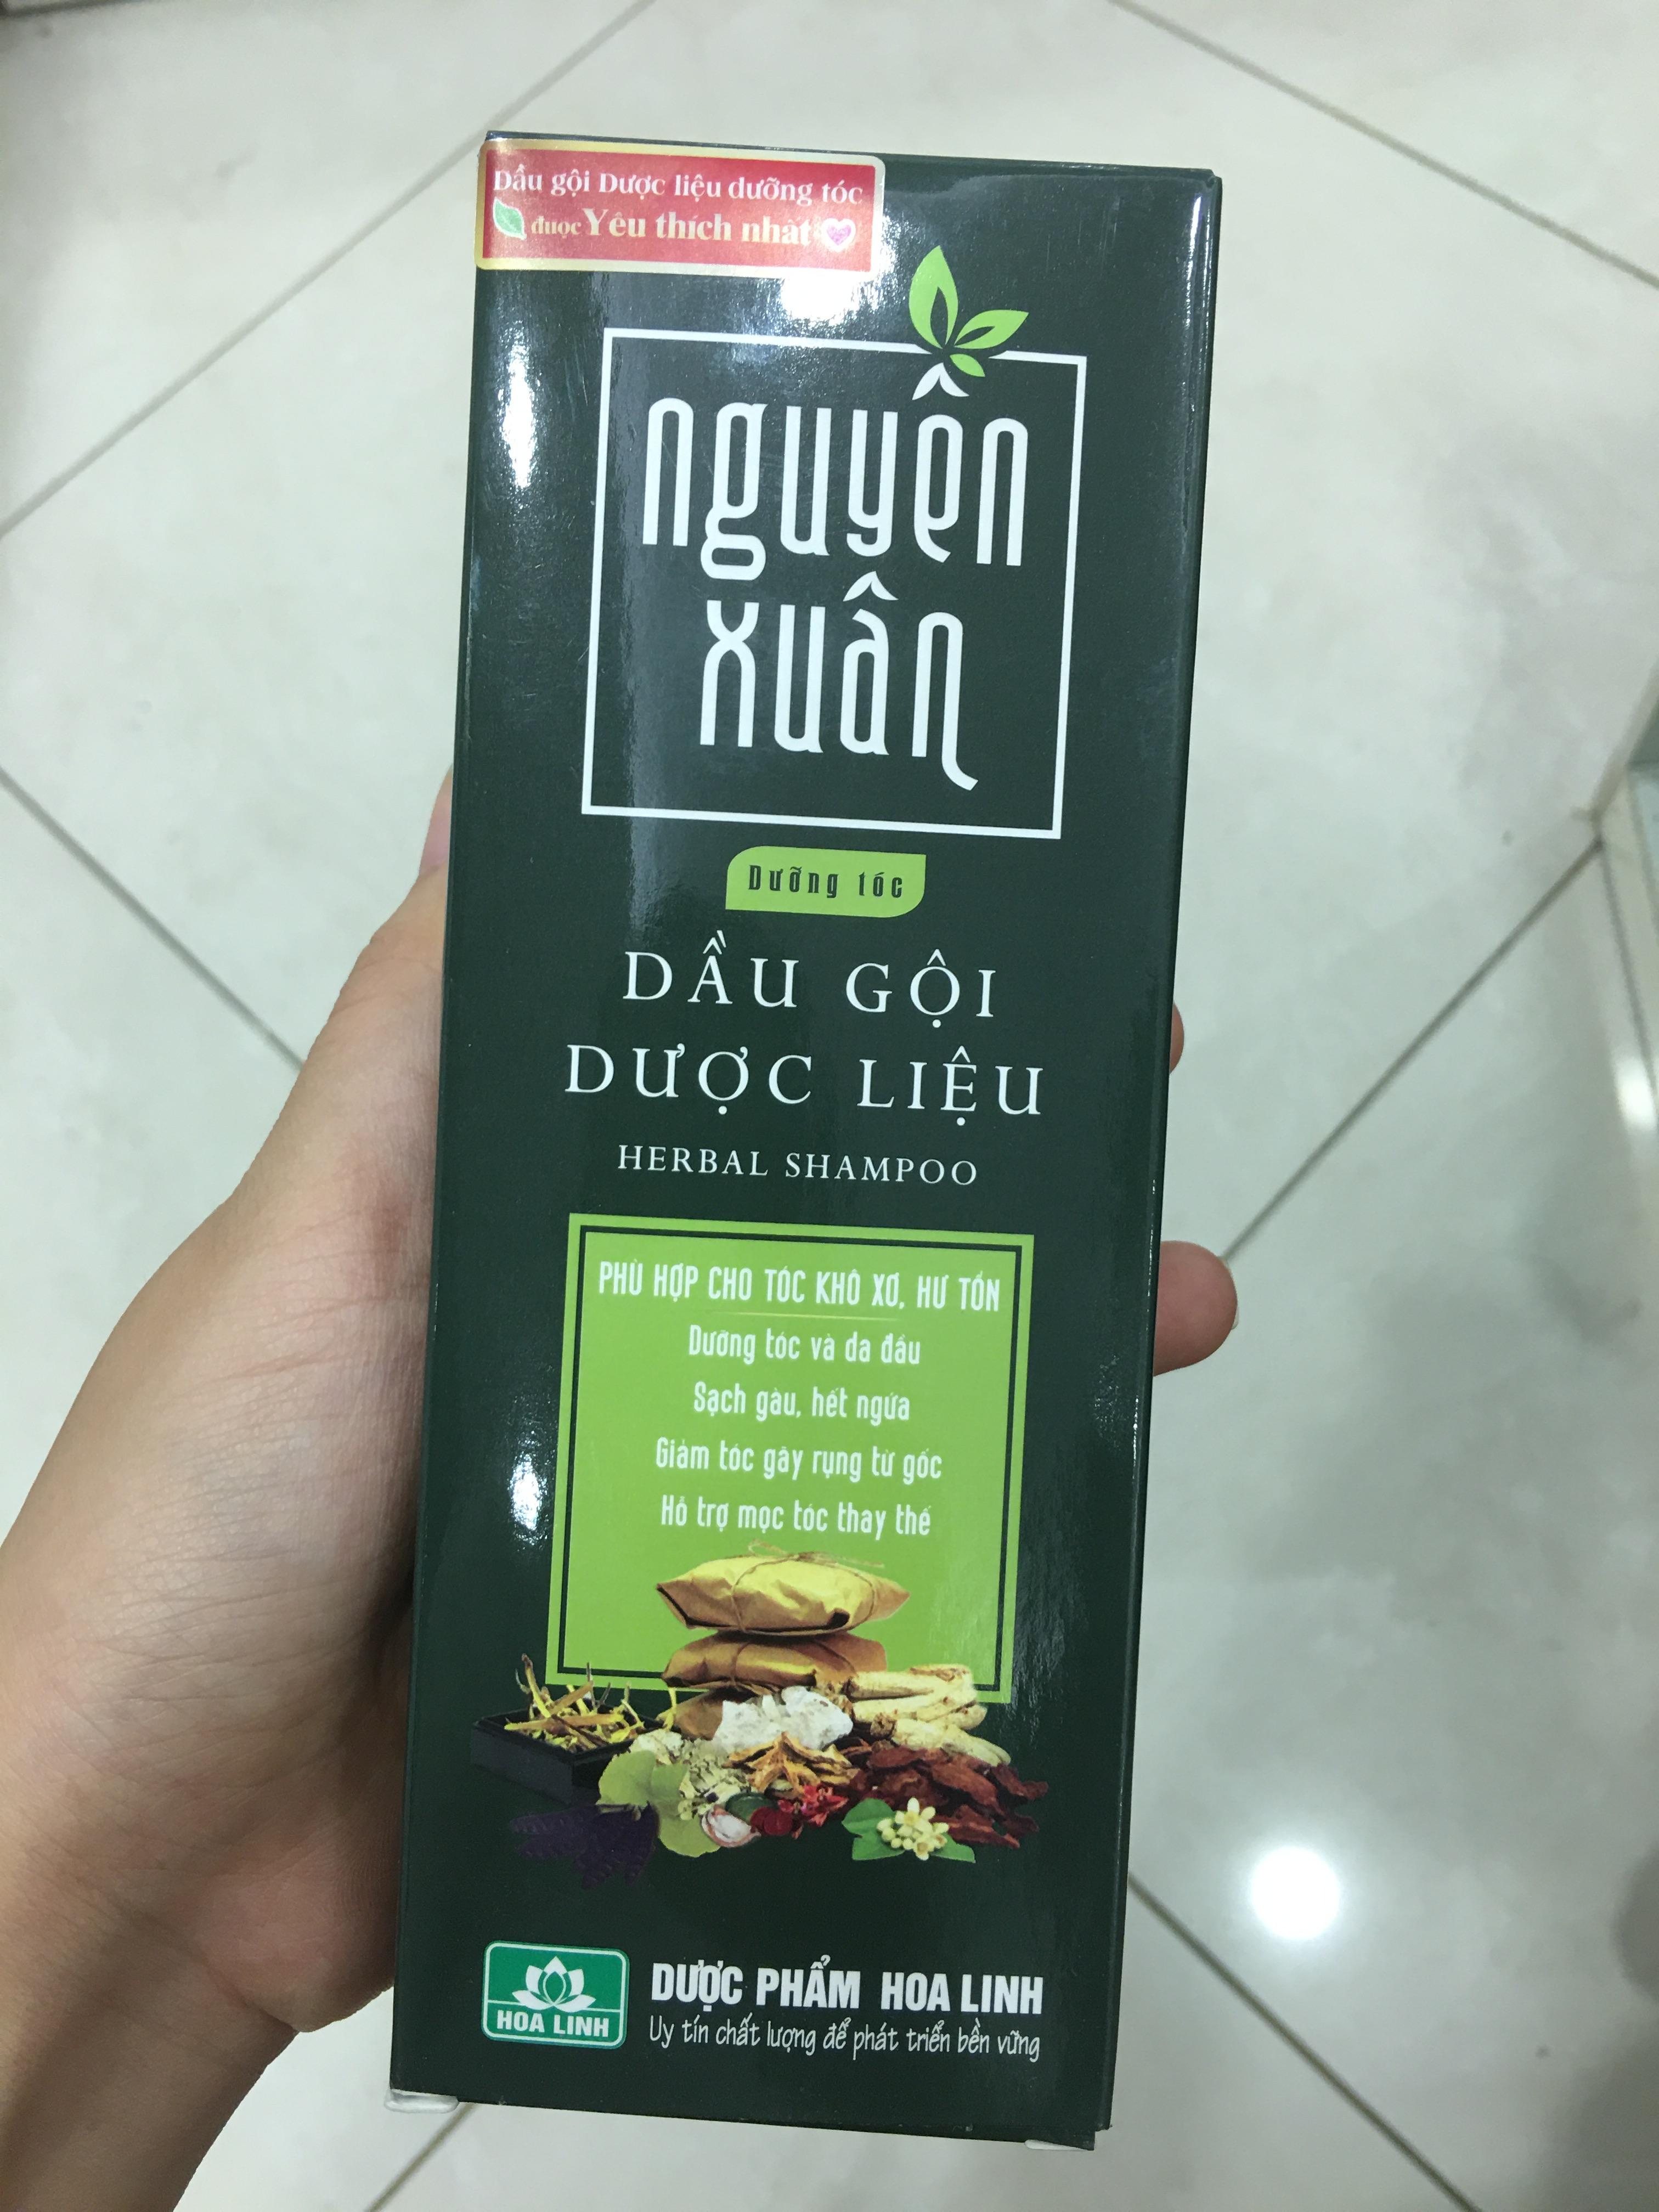 Dầu gội Dược liệu dưỡng tóc
được Yêu thích nhất
nguyên
xuân
Dưỡng tóc
DẦU GỘI
DƯỢC LIỆU
HERBAL SHAMPOO
PHÙ HỢP CHO TÓC KHÔ XƠ, HƯ TỔN
Dưỡng tóc và da đầu
Sạch gàu, hết ngứa
Giảm tóc gãy rụng từ gốc
Hỗ trợ mọc tóc thay thế
HOA LINH
DƯỢC PHẨM HOA LINH
Uy tín chất lượng để phát triển bền vững